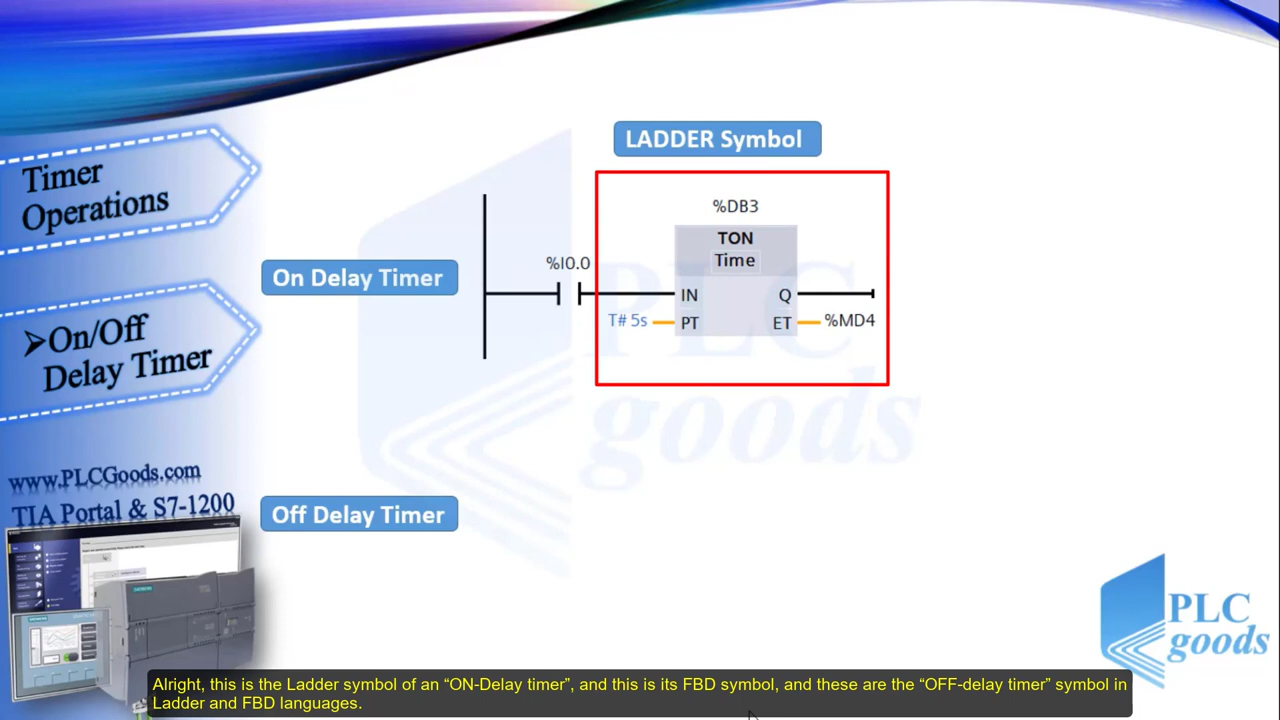 LADDER Symbol
Timer
Operations
%DB3
TON
Time
On Delay Timer
%I0.0
IN
Q
T# 5s
PT
ET
%MD4
➤On/Off
Delay Timer
PLC
goods
www.PLCGoods.com
TIA Portal & S7-1200
Off Delay Timer
SIEMENS
PLC
goods
Alright, this is the Ladder symbol of an “ON-Delay timer”, and this is its FBD symbol, and these are the “OFF-delay timer” symbol in
Ladder and FBD languages.